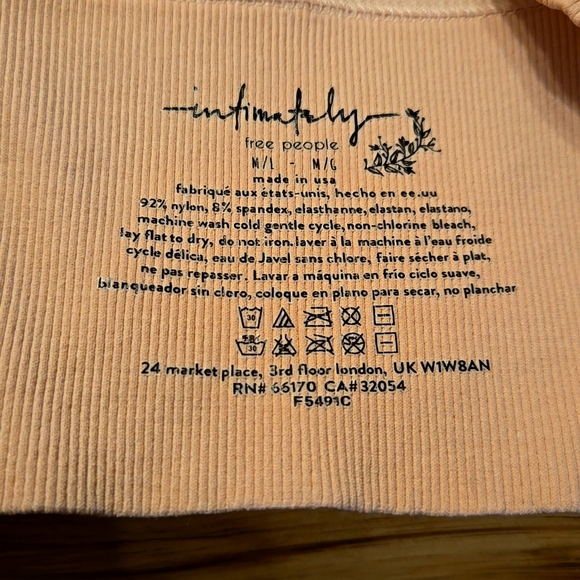 intimately
free people
M/L - M/G
made in usa
fabriqué aux états-unis, hecho en ee.uu
92% nylon, 8% spandex, elasthanne, elastan, elastano,
machine wash cold gentle cycle, non-chlorine bleach,
lay flat to dry, do not iron. laver à la machine à l'eau froide
cycle délica, eau de Javel sans chlore, faire sécher à plat,
ne pas repasser. Lavar a máquina en frío ciclo suave,
blanqueador sin cloro, coloque en plano para secar, no planchar
30
30
24 market place, 3rd floor london, UK W1W8AN
RN# 66170 CA# 32054
F5491C